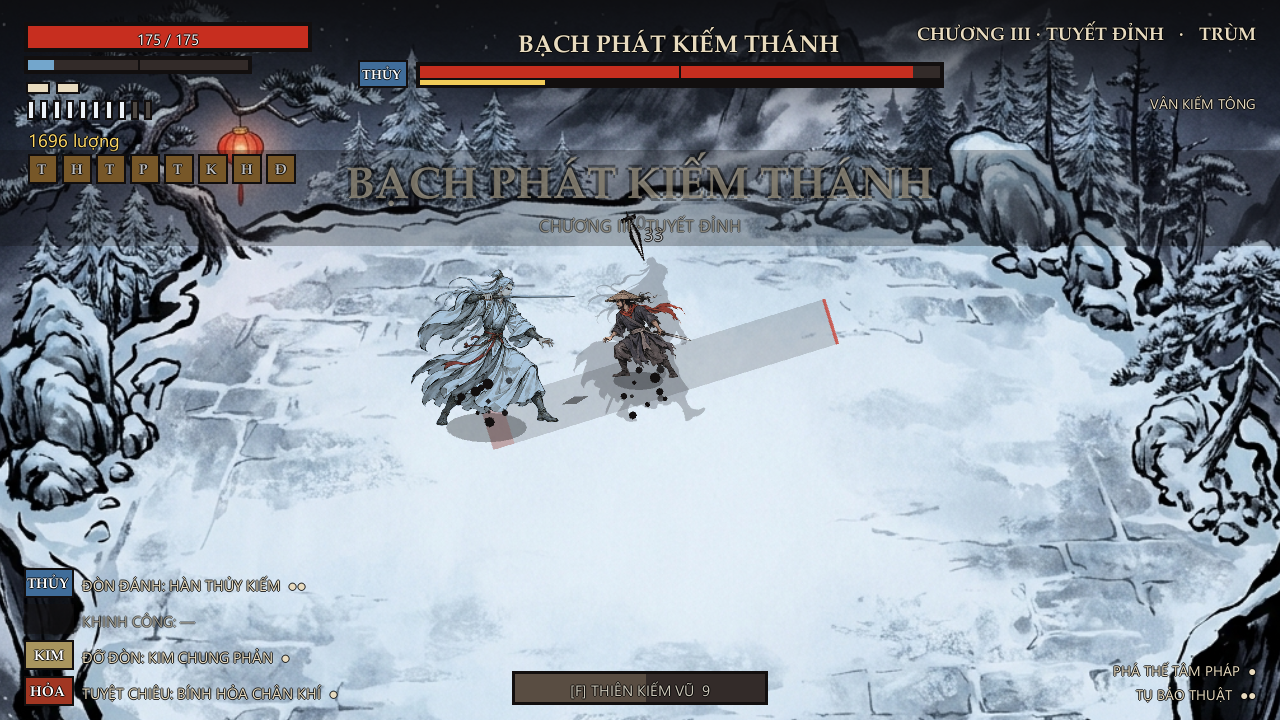 175 / 175
BẠCH PHÁT KIẾM THÁNH
CHƯƠNG III · TUYẾT ĐỈNH · TRÙM
THỦY
VÂN KIẾM TÔNG
1696 lượng
T H T P T K H Đ
BẠCH PHÁT KIẾM THÁNH
CHƯƠNG III · TUYẾT ĐỈNH
33
THỦY ĐÒN ĐÁNH: HÀN THỦY KIẾM
KHINH CÔNG: —
KIM ĐỠ ĐÒN: KIM CHUNG PHẢN
HỎA TUYỆT CHIÊU: BÍNH HỎA CHÂN KHÍ
[F] THIÊN KIẾM VŨ 9
PHÁ THẾ TÂM PHÁP
TỤ BẢO THUẬT